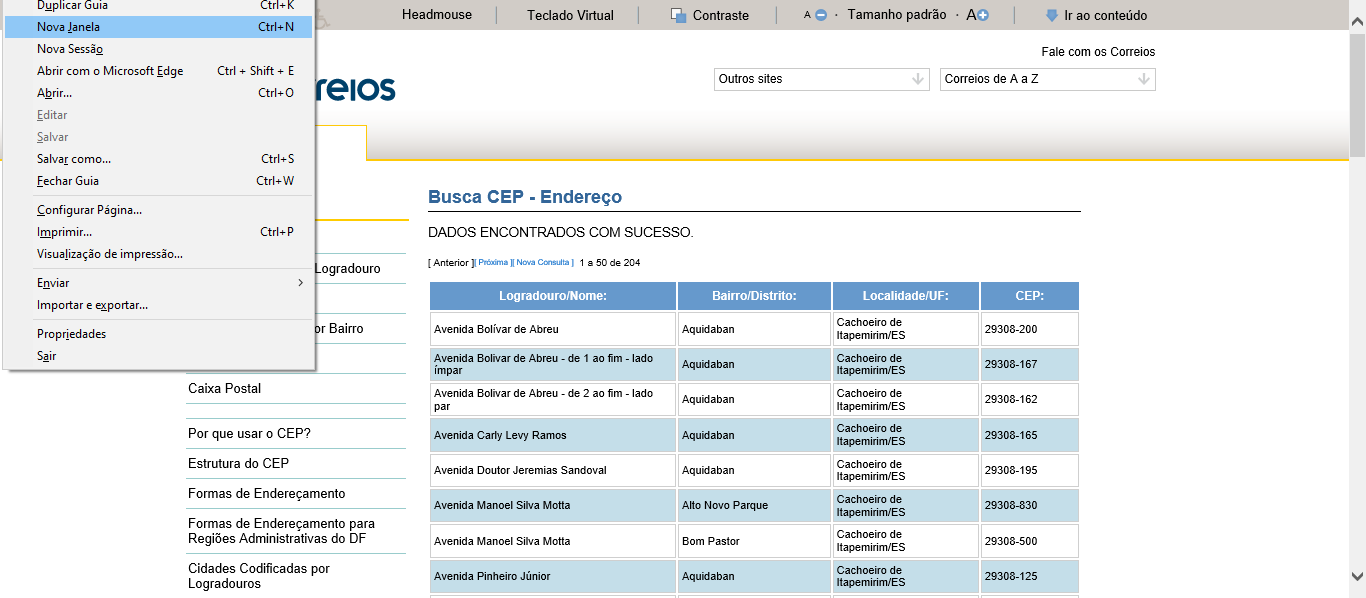 Duplicar Guia Ctrl+K
Nova Janela Ctrl+N
Nova Sessão
Abrir com o Microsoft Edge Ctrl + Shift + E
Abrir... Ctrl+O
Editar
Salvar
Salvar como... Ctrl+S
Fechar Guia Ctrl+W
Configurar Página...
Imprimir... Ctrl+P
Visualização de impressão...
Enviar
Importar e exportar...
Propriedades
Sair
Headmouse
Teclado Virtual
Contraste
A · Tamanho padrão · A
Ir ao conteúdo
Fale com os Correios
Outros sites
Correios de A a Z
reios
Logradouro
or Bairro
Caixa Postal
Por que usar o CEP?
Estrutura do CEP
Formas de Endereçamento
Formas de Endereçamento para
Regiões Administrativas do DF
Cidades Codificadas por
Logradouros
Busca CEP - Endereço
DADOS ENCONTRADOS COM SUCESSO.
[ Anterior ][ Próxima ][ Nova Consulta ] 1 a 50 de 204
Logradouro/Nome: Bairro/Distrito: Localidade/UF: CEP:
Avenida Bolívar de Abreu Aquidaban Cachoeiro de
Itapemirim/ES 29308-200
Avenida Bolivar de Abreu - de 1 ao fim - lado
ímpar Aquidaban Cachoeiro de
Itapemirim/ES 29308-167
Avenida Bolivar de Abreu - de 2 ao fim - lado
par Aquidaban Cachoeiro de
Itapemirim/ES 29308-162
Avenida Carly Levy Ramos Aquidaban Cachoeiro de
Itapemirim/ES 29308-165
Avenida Doutor Jeremias Sandoval Aquidaban Cachoeiro de
Itapemirim/ES 29308-195
Avenida Manoel Silva Motta Alto Novo Parque Cachoeiro de
Itapemirim/ES 29308-830
Avenida Manoel Silva Motta Bom Pastor Cachoeiro de
Itapemirim/ES 29308-500
Avenida Pinheiro Júnior Aquidaban Cachoeiro de
Itapemirim/ES 29308-125